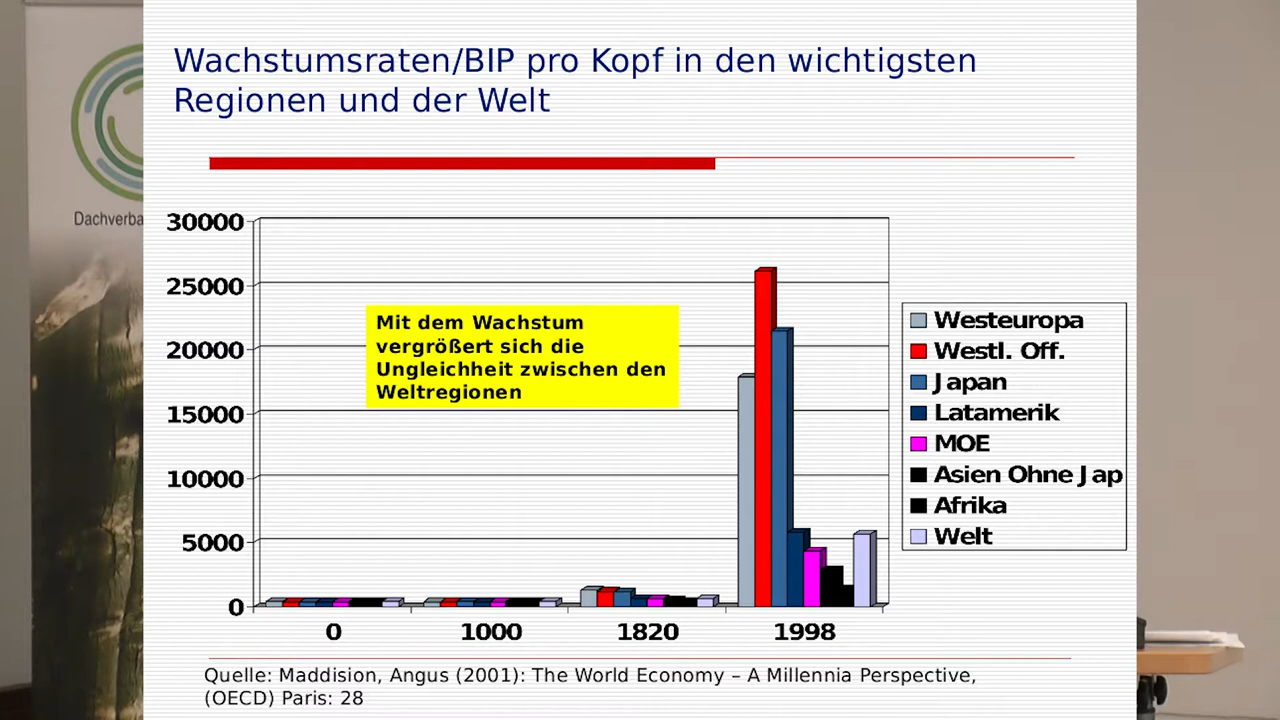 Wachstumsraten/BIP pro Kopf in den wichtigsten
Regionen und der Welt
Dachverba
30000
25000
20000
15000
10000
5000
0
Mit dem Wachstum
vergrößert sich die
Ungleichheit zwischen den
Weltregionen
Westeuropa
Westl. Off.
Japan
Latamerik
MOE
Asien Ohne Jap
Afrika
Welt
0 1000 1820 1998
Quelle: Maddision, Angus (2001): The World Economy – A Millennia Perspective,
(OECD) Paris: 28